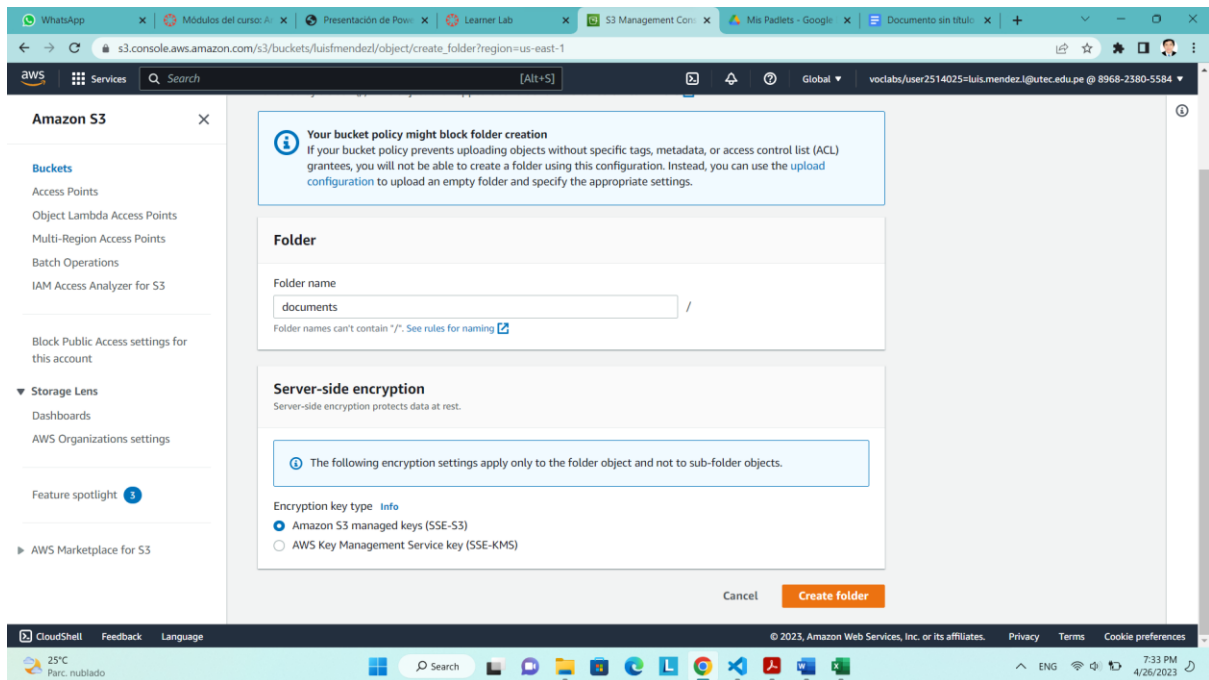 WhatsApp
Módulos del curso: A
Presentación de Powe
Learner Lab
S3 Management Con
Mis Padlets - Google
Documento sin título
s3.console.aws.amazon.com/s3/buckets/luisfmendezl/object/create_folder?region=us-east-1
aws
Services
Search
[Alt+S]
Global
voclabs/user2514025=luis.mendez.l@utec.edu.pe @ 8968-2380-5584
Amazon S3
Buckets
Access Points
Object Lambda Access Points
Multi-Region Access Points
Batch Operations
IAM Access Analyzer for S3
Block Public Access settings for
this account
Storage Lens
Dashboards
AWS Organizations settings
Feature spotlight 3
AWS Marketplace for S3
Your bucket policy might block folder creation
If your bucket policy prevents uploading objects without specific tags, metadata, or access control list (ACL)
grantees, you will not be able to create a folder using this configuration. Instead, you can use the upload
configuration to upload an empty folder and specify the appropriate settings.
Folder
Folder name
documents /
Folder names can't contain "/". See rules for naming
Server-side encryption
Server-side encryption protects data at rest.
The following encryption settings apply only to the folder object and not to sub-folder objects.
Encryption key type Info
Amazon S3 managed keys (SSE-S3)
AWS Key Management Service key (SSE-KMS)
Cancel
Create folder
CloudShell
Feedback
Language
© 2023, Amazon Web Services, Inc. or its affiliates.
Privacy
Terms
Cookie preferences
25°C
Parc. nublado
Search
ENG
7:33 PM
4/26/2023